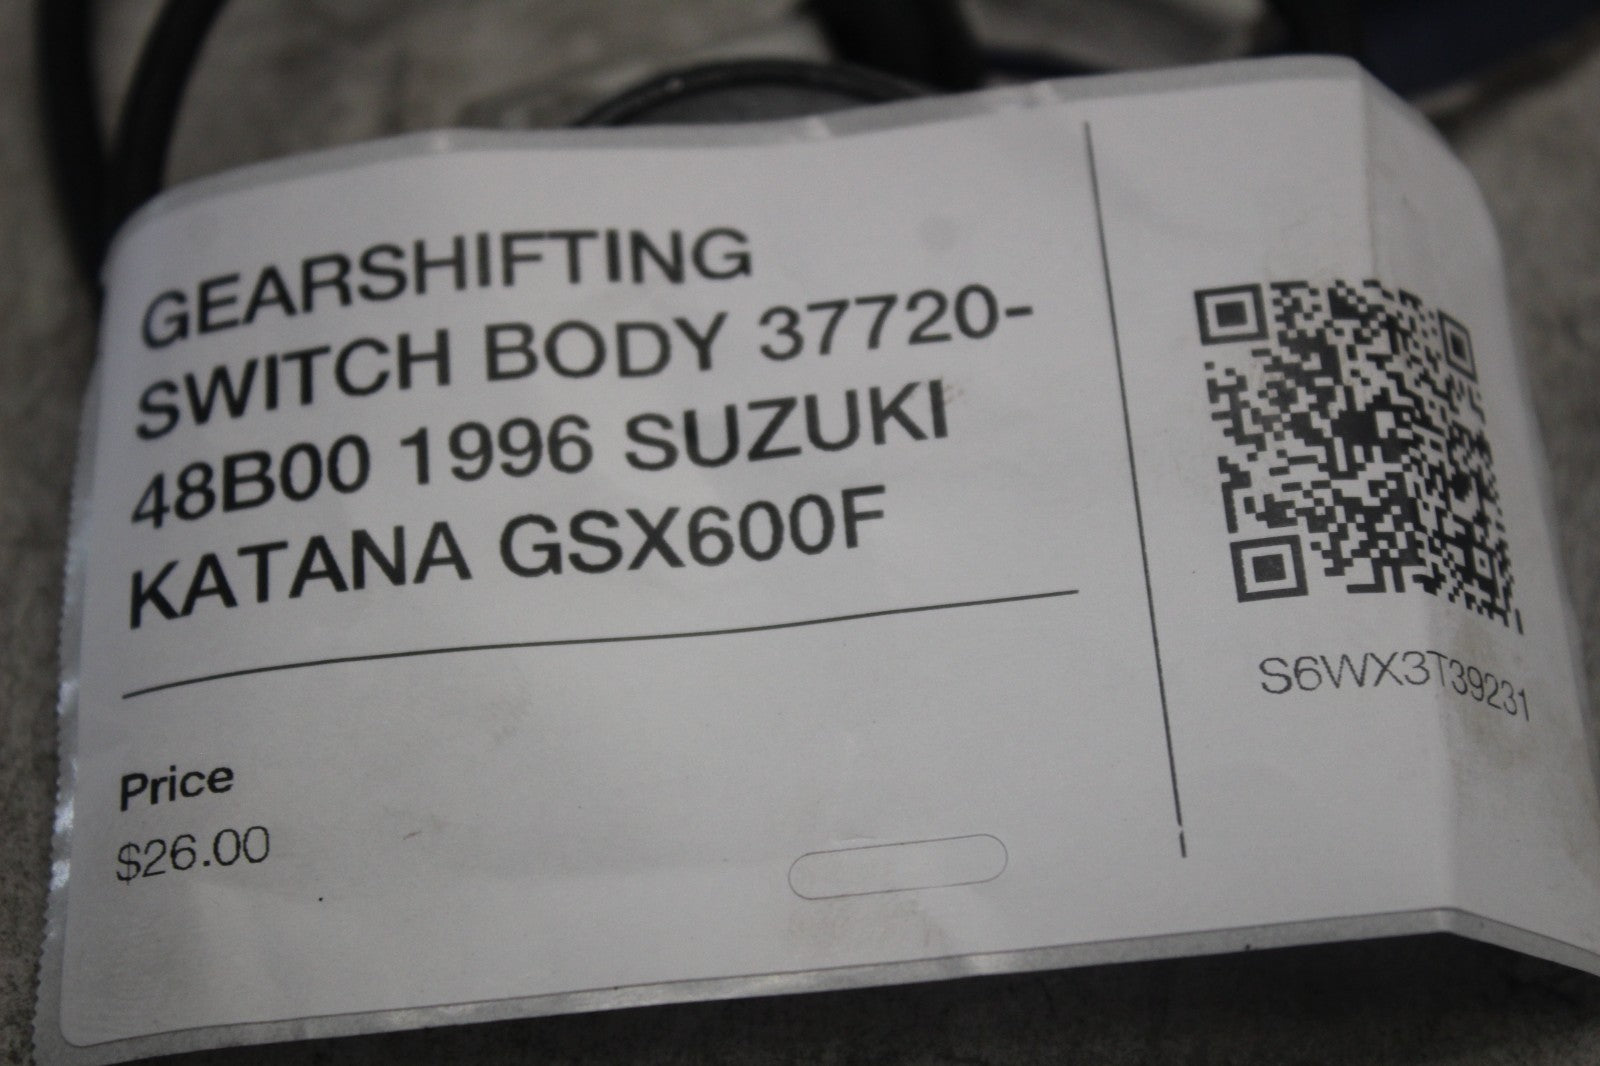 GEARSHIFTING
SWITCH BODY 37720-
48B00 1996 SUZUKI
KATANA GSX600F
Price
$26.00
S6WX3T39231